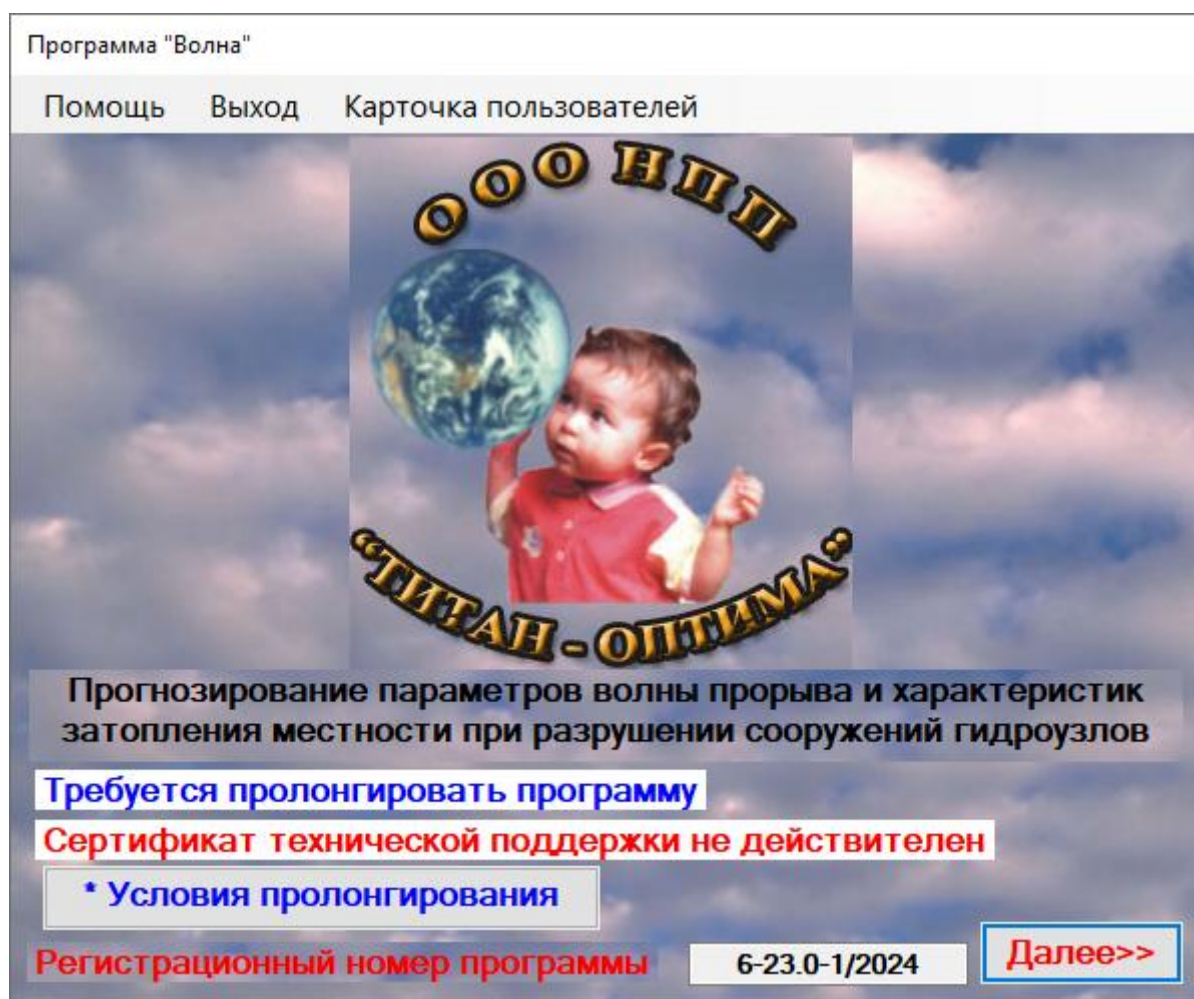 Программа "Волна"
Помощь Выход Карточка пользователей
ООО НПП
“ТИТАН - ОПТИМА”
Прогнозирование параметров волны прорыва и характеристик
затопления местности при разрушении сооружений гидроузлов
Требуется пролонгировать программу
Сертификат технической поддержки не действителен
* Условия пролонгирования
Регистрационный номер программы 6-23.0-1/2024 Далее>>